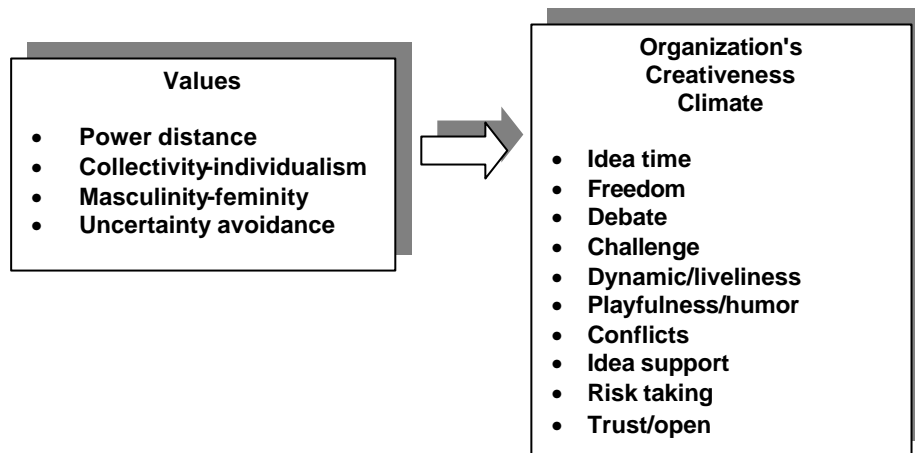 Values
• Power distance
• Collectivity-individualism
• Masculinity-feminity
• Uncertainty avoidance
Organization's
Creativeness
Climate
• Idea time
• Freedom
• Debate
• Challenge
• Dynamic/liveliness
• Playfulness/humor
• Conflicts
• Idea support
• Risk taking
• Trust/open